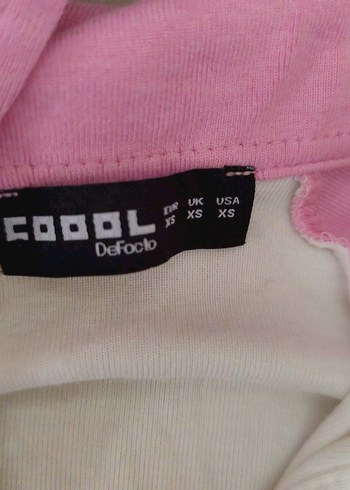 COOOL
DeFacto
EUR UK USA
XS XS XS